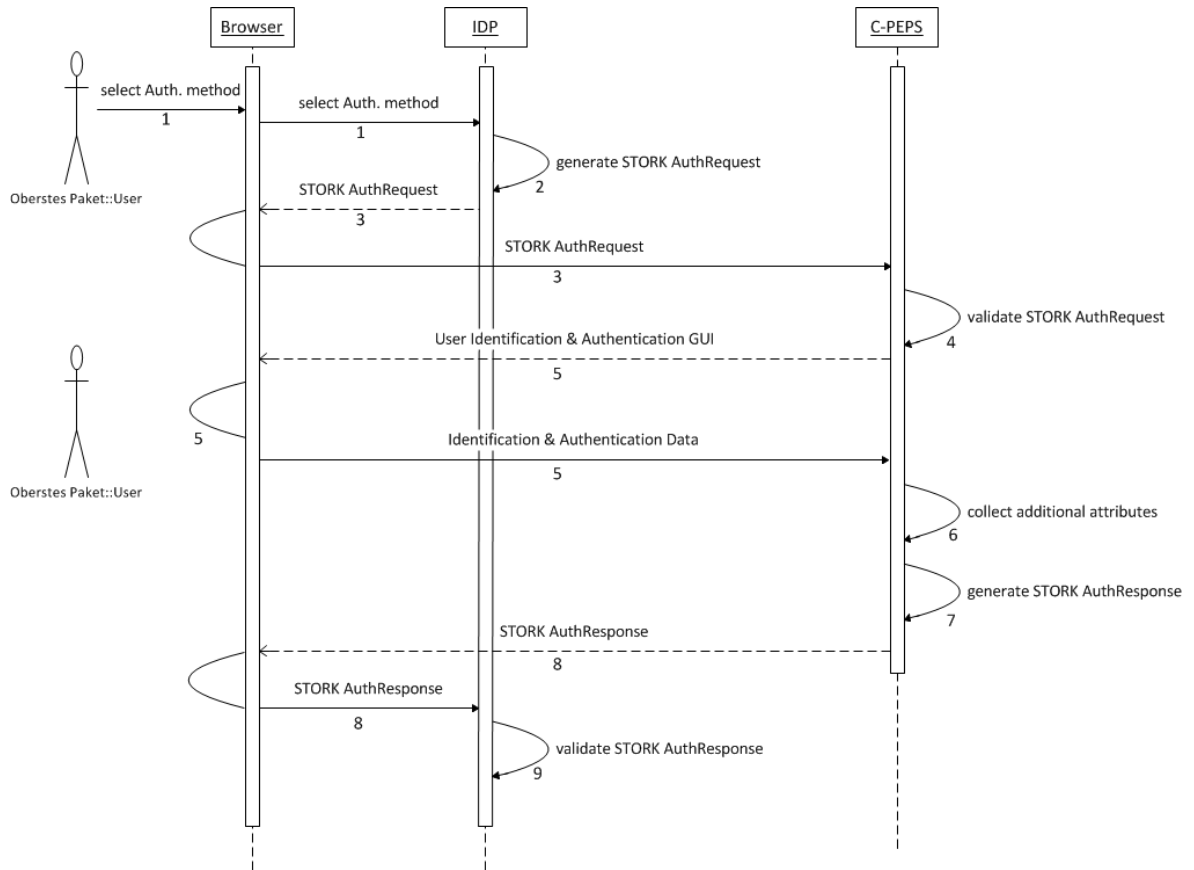 Browser
IDP
C-PEPS
select Auth. method
1
select Auth. method
1
generate STORK AuthRequest
2
Oberstes Paket::User
STORK AuthRequest
3
STORK AuthRequest
3
validate STORK AuthRequest
4
User Identification & Authentication GUI
5
5
Identification & Authentication Data
5
Oberstes Paket::User
collect additional attributes
6
generate STORK AuthResponse
7
STORK AuthResponse
8
STORK AuthResponse
8
validate STORK AuthResponse
9